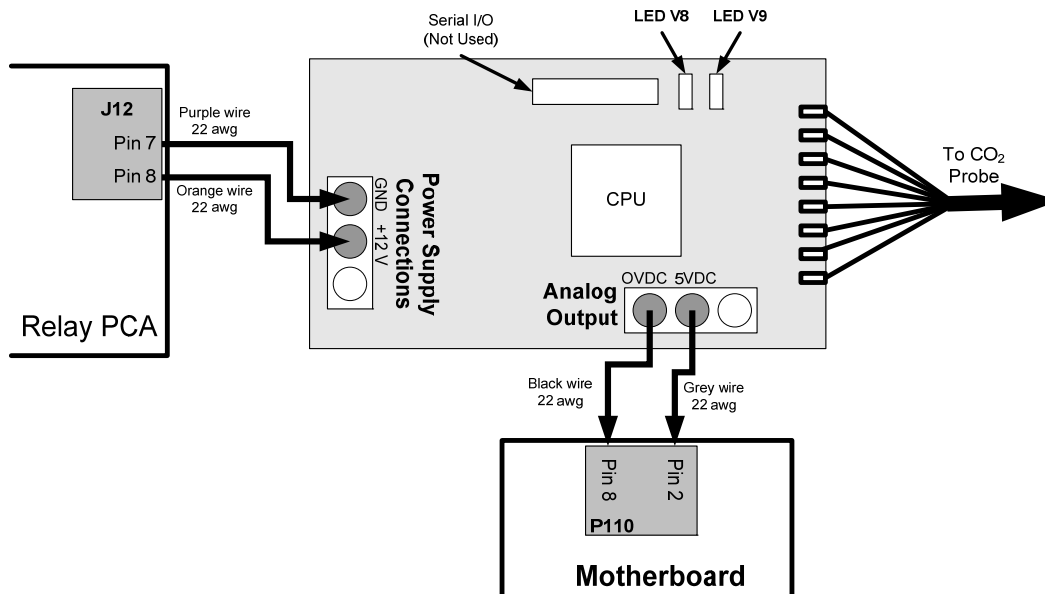 Serial I/O
(Not Used)
LED V8
LED V9
J12
Pin 7
Pin 8
Purple wire
22 awg
Orange wire
22 awg
Relay PCA
GND
+12 V
Power Supply
Connections
CPU
To CO₂
Probe
Analog
Output
0VDC
5VDC
Black wire
22 awg
Grey wire
22 awg
Pin 8
Pin 2
P110
Motherboard